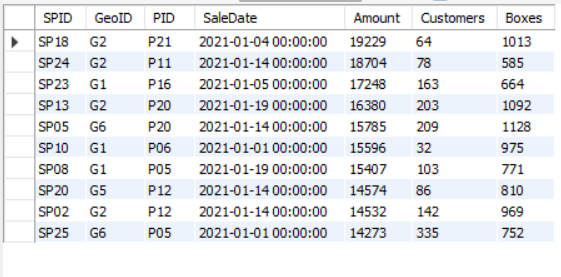 SPID GeoID PID SaleDate Amount Customers Boxes
SP18 G2 P21 2021-01-04 00:00:00 19229 64 1013
SP24 G2 P11 2021-01-14 00:00:00 18704 78 585
SP23 G1 P16 2021-01-05 00:00:00 17248 163 664
SP13 G2 P20 2021-01-19 00:00:00 16380 203 1092
SP05 G6 P20 2021-01-14 00:00:00 15785 209 1128
SP10 G1 P06 2021-01-01 00:00:00 15596 32 975
SP08 G1 P05 2021-01-19 00:00:00 15407 103 771
SP20 G5 P12 2021-01-14 00:00:00 14574 86 810
SP02 G2 P12 2021-01-14 00:00:00 14532 142 969
SP25 G6 P05 2021-01-01 00:00:00 14273 335 752